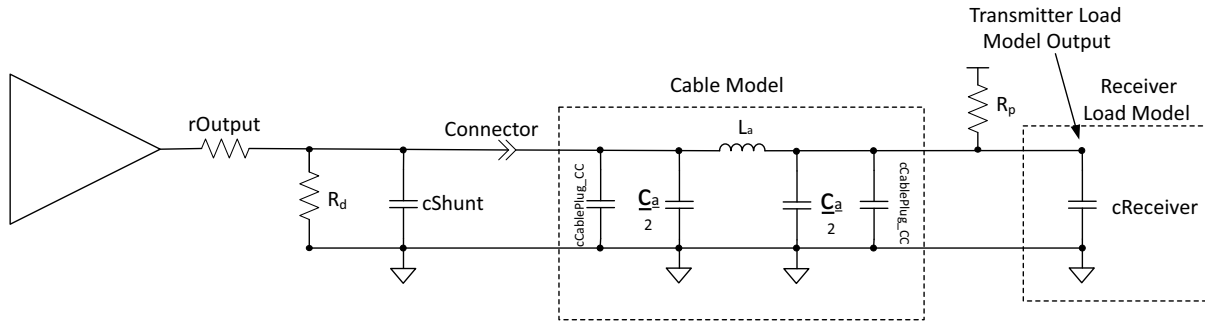 Transmitter Load
Model Output
Cable Model
Receiver
Load Model
rOutput
Connector
La
Rp
Rd
cShunt
cCablePlug_CC
Ca
2
Ca
2
cCablePlug_CC
cReceiver